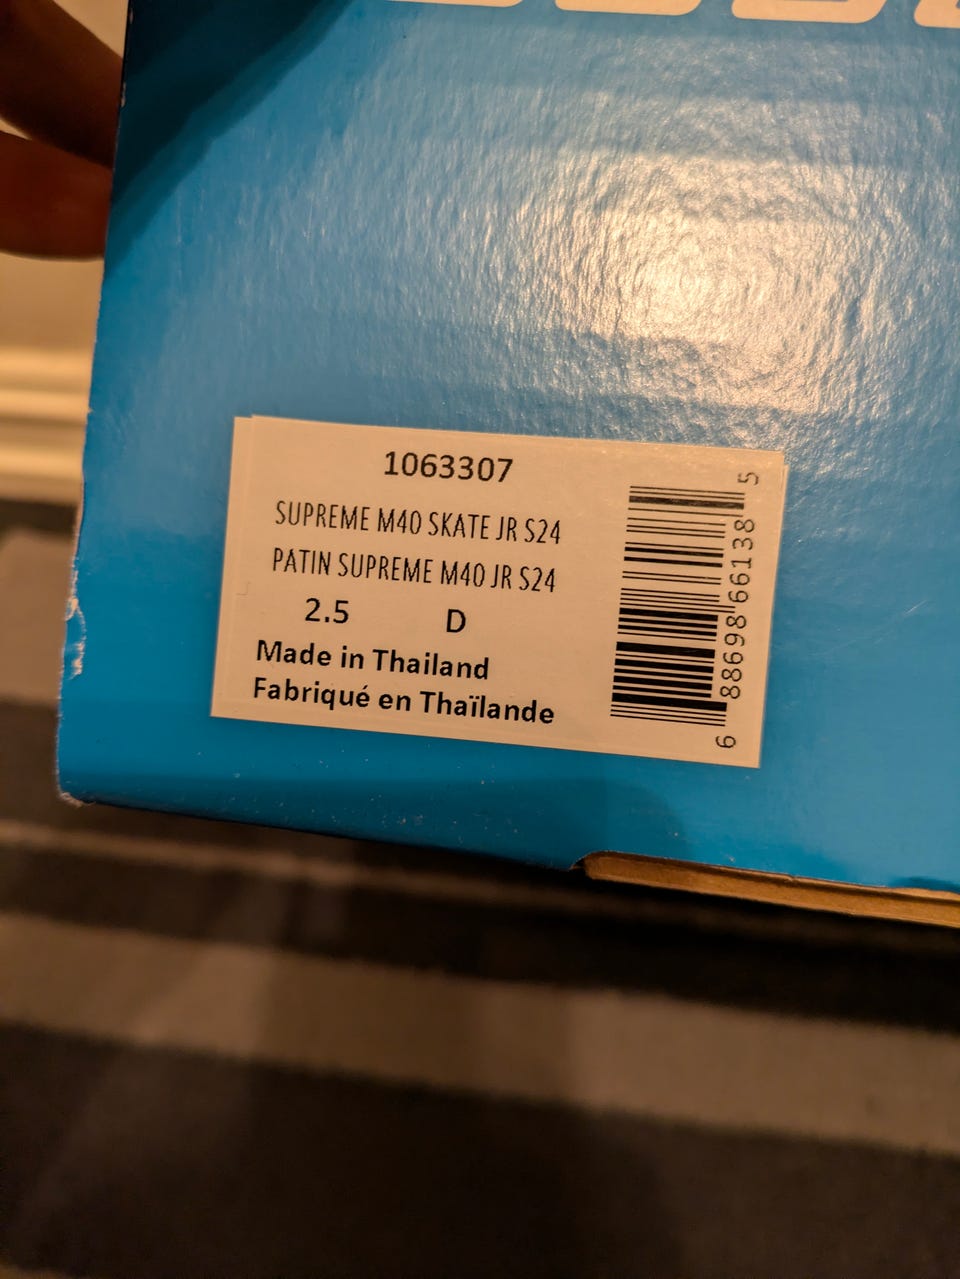 1063307
SUPREME M40 SKATE JR S24
PATIN SUPREME M40 JR S24
2.5 D
Made in Thailand
Fabriqué en Thaïlande
6 88698 66138 5